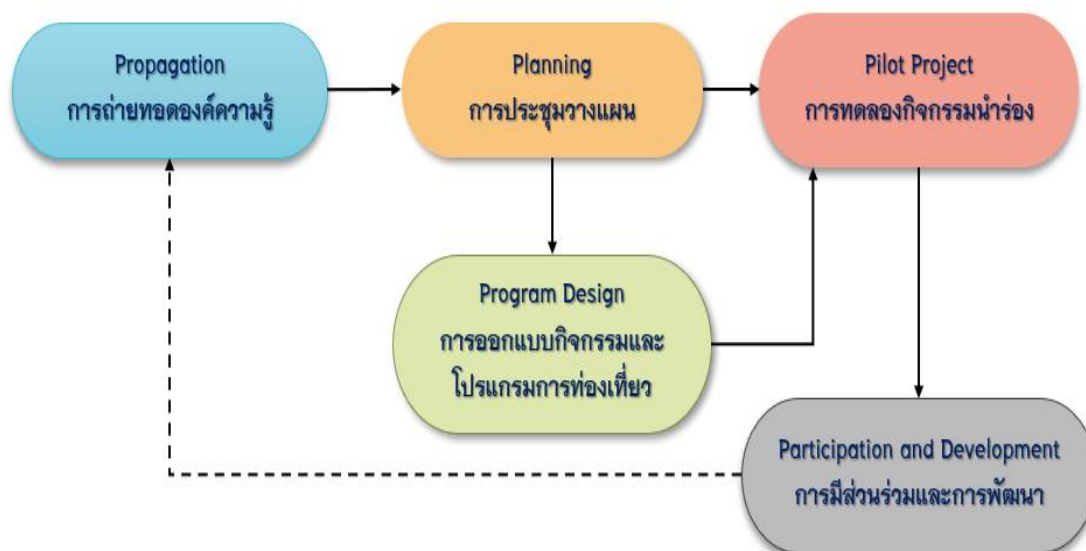 Propagation
การถ่ายทอดองค์ความรู้
Planning
การประชุมวางแผน
Pilot Project
การทดลองกิจกรรมนำร่อง
Program Design
การออกแบบกิจกรรมและ
โปรแกรมการท่องเที่ยว
Participation and Development
การมีส่วนร่วมและการพัฒนา